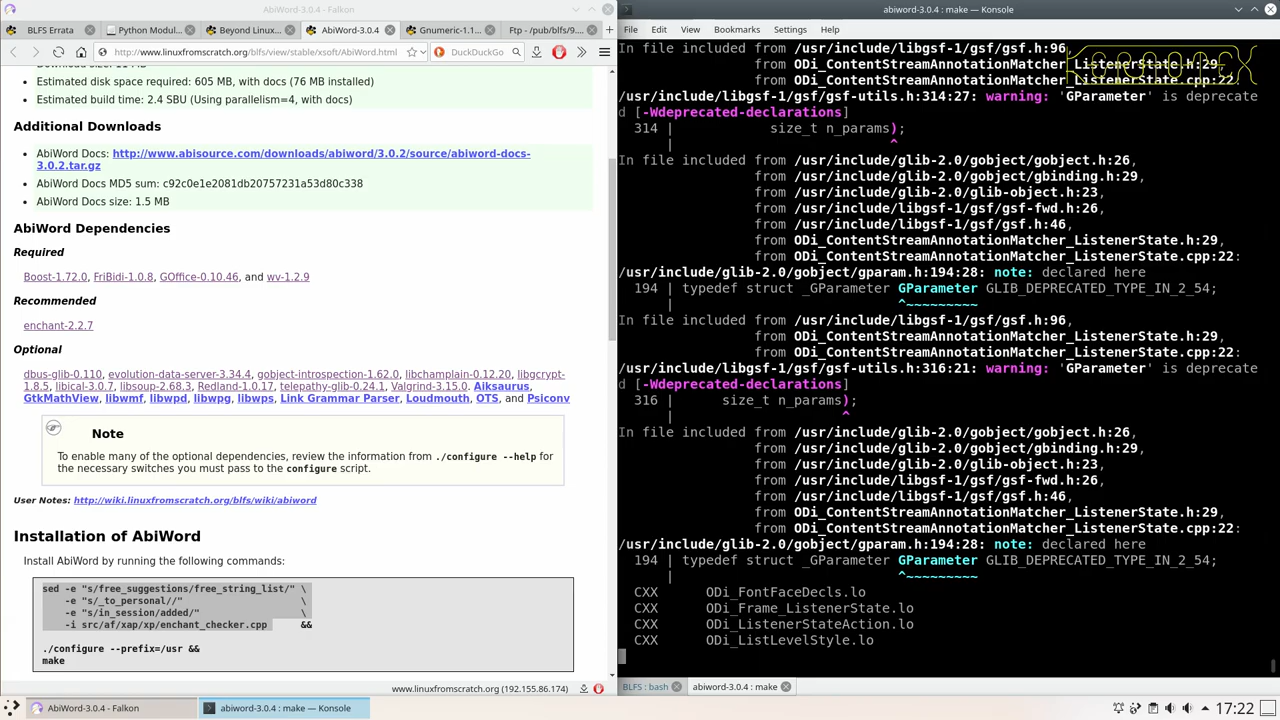 AbiWord-3.0.4 - Falkon
BLFS Errata
Python Modul...
Beyond Linux...
AbiWord-3.0.4
Gnumeric-1.1...
Ftp - pub/blfs/9....
http://www.linuxfromscratch.org/blfs/view/stable/xsoft/AbiWord.html
DuckDuckGo
Estimated disk space required: 605 MB, with docs (76 MB installed)
Estimated build time: 2.4 SBU (Using parallelism=4, with docs)
Additional Downloads
AbiWord Docs: http://www.abisource.com/downloads/abiword/3.0.2/source/abiword-docs-
3.0.2.tar.gz
AbiWord Docs MD5 sum: c92c0e1e2081db20757231a53d80c338
AbiWord Docs size: 1.5 MB
AbiWord Dependencies
Required
Boost-1.72.0, FriBidi-1.0.8, GOffice-0.10.46, and wv-1.2.9
Recommended
enchant-2.2.7
Optional
dbus-glib-0.110, evolution-data-server-3.34.4, gobject-introspection-1.62.0, libchamplain-0.12.20, libgcrypt-
1.8.5, libical-3.0.7, libsoup-2.68.3, Redland-1.0.17, telepathy-glib-0.24.1, Valgrind-3.15.0. Aiksaurus,
GtkMathView, libwmf, libwpd, libwpg, libwps, Link Grammar Parser, Loudmouth, OTS, and Psiconv
Note
To enable many of the optional dependencies, review the information from ./configure --help for
the necessary switches you must pass to the configure script.
User Notes: http://wiki.linuxfromscratch.org/blfs/wiki/abiword
Installation of AbiWord
Install AbiWord by running the following commands:
sed -e "s/free_suggestions/free_string_list/" \
-e "s/_to_personal//" \
-e "s/in_session/added/" \
-i src/af/xap/xp/enchant_checker.cpp &&
./configure --prefix=/usr &&
make
www.linuxfromscratch.org (192.155.86.174)
abiword-3.0.4 : make — Konsole
File Edit View Bookmarks Settings Help
In file included from /usr/include/libgsf-1/gsf/gsf.h:96,
from ODi_ContentStreamAnnotationMatcher_ListenerState.h:29,
from ODi_ContentStreamAnnotationMatcher_ListenerState.cpp:22:
/usr/include/libgsf-1/gsf/gsf-utils.h:314:27: warning: 'GParameter' is deprecate
d [-Wdeprecated-declarations]
314 | size_t n_params);
| ^
In file included from /usr/include/glib-2.0/gobject/gobject.h:26,
from /usr/include/glib-2.0/gobject/gbinding.h:29,
from /usr/include/glib-2.0/glib-object.h:23,
from /usr/include/libgsf-1/gsf/gsf-fwd.h:26,
from /usr/include/libgsf-1/gsf/gsf.h:46,
from ODi_ContentStreamAnnotationMatcher_ListenerState.h:29,
from ODi_ContentStreamAnnotationMatcher_ListenerState.cpp:22:
/usr/include/glib-2.0/gobject/gparam.h:194:28: note: declared here
194 | typedef struct _GParameter GParameter GLIB_DEPRECATED_TYPE_IN_2_54;
| ^~~~~~~~~~
In file included from /usr/include/libgsf-1/gsf/gsf.h:96,
from ODi_ContentStreamAnnotationMatcher_ListenerState.h:29,
from ODi_ContentStreamAnnotationMatcher_ListenerState.cpp:22:
/usr/include/libgsf-1/gsf/gsf-utils.h:316:21: warning: 'GParameter' is deprecate
d [-Wdeprecated-declarations]
316 | size_t n_params);
| ^
In file included from /usr/include/glib-2.0/gobject/gobject.h:26,
from /usr/include/glib-2.0/gobject/gbinding.h:29,
from /usr/include/glib-2.0/glib-object.h:23,
from /usr/include/libgsf-1/gsf/gsf-fwd.h:26,
from /usr/include/libgsf-1/gsf/gsf.h:46,
from ODi_ContentStreamAnnotationMatcher_ListenerState.h:29,
from ODi_ContentStreamAnnotationMatcher_ListenerState.cpp:22:
/usr/include/glib-2.0/gobject/gparam.h:194:28: note: declared here
194 | typedef struct _GParameter GParameter GLIB_DEPRECATED_TYPE_IN_2_54;
| ^~~~~~~~~~
CXX ODi_FontFaceDecls.lo
CXX ODi_Frame_ListenerState.lo
CXX ODi_ListenerStateAction.lo
CXX ODi_ListLevelStyle.lo
BLFS : bash
abiword-3.0.4 : make
AbiWord-3.0.4 - Falkon
abiword-3.0.4 : make — Konsole
17:22